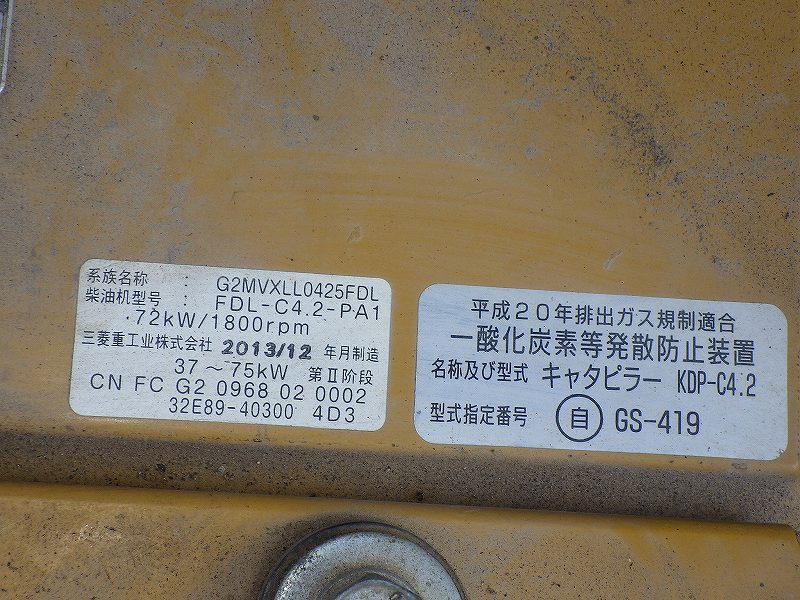 系族名称 : G2MVXLL0425FDL
柴油机型号 : FDL-C4.2-PA1
72kW/1800rpm
三菱重工业株式会社 2013/12 年月制造
37～75kW 第Ⅱ阶段
CN FC G2 0968 02 0002
32E89-40300 4D3
平成20年排出ガス規制適合
一酸化炭素等発散防止装置
名称及び型式 キャタピラー KDP-C4.2
型式指定番号 自 GS-419